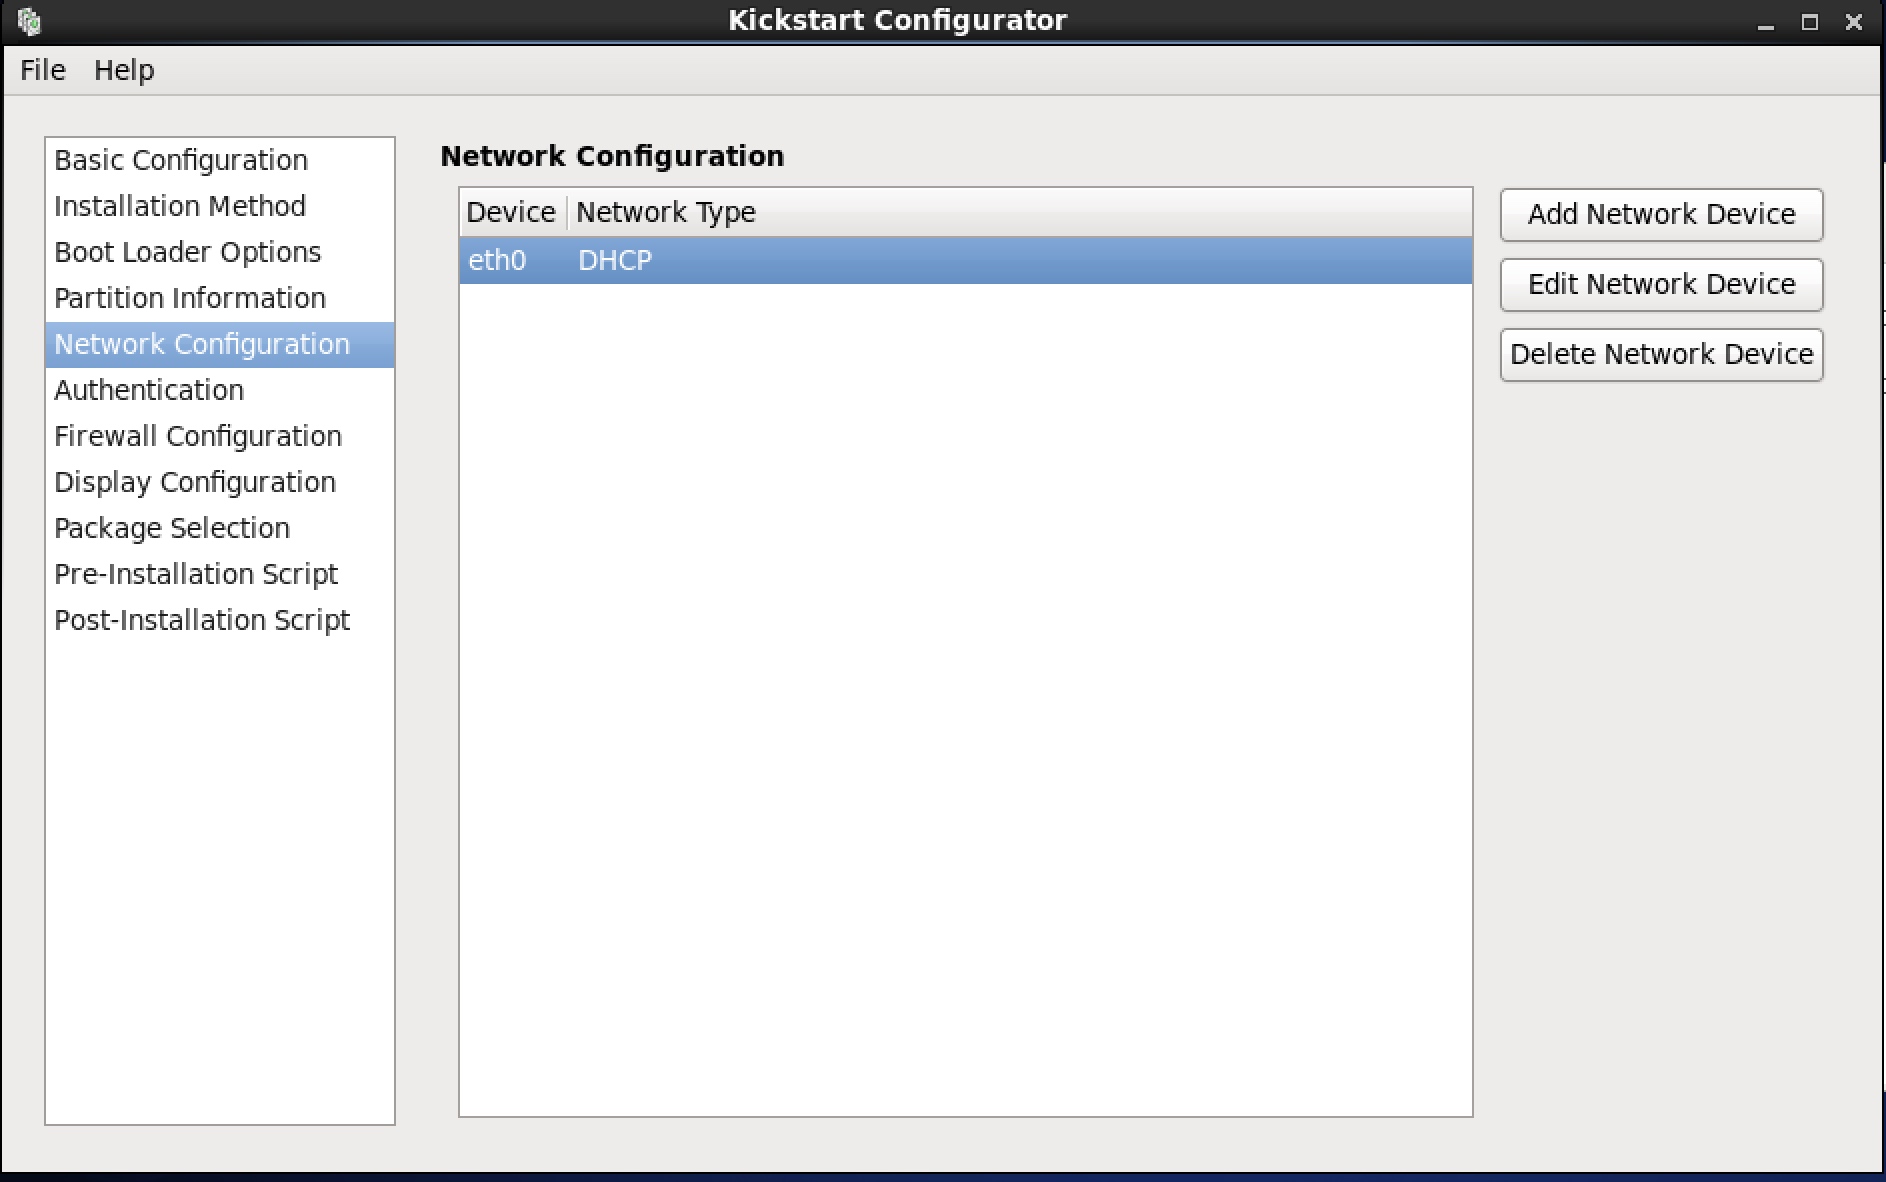 Kickstart Configurator
File Help
Basic Configuration
Installation Method
Boot Loader Options
Partition Information
Network Configuration
Authentication
Firewall Configuration
Display Configuration
Package Selection
Pre-Installation Script
Post-Installation Script
Network Configuration
Device Network Type
eth0 DHCP
Add Network Device
Edit Network Device
Delete Network Device